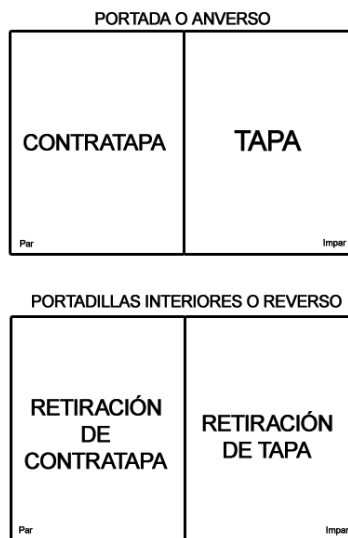 PORTADA O ANVERSO
CONTRATAPA
TAPA
Par
Impar
PORTADILLAS INTERIORES O REVERSO
RETIRACIÓN
DE
CONTRATAPA
RETIRACIÓN
DE TAPA
Par
Impar